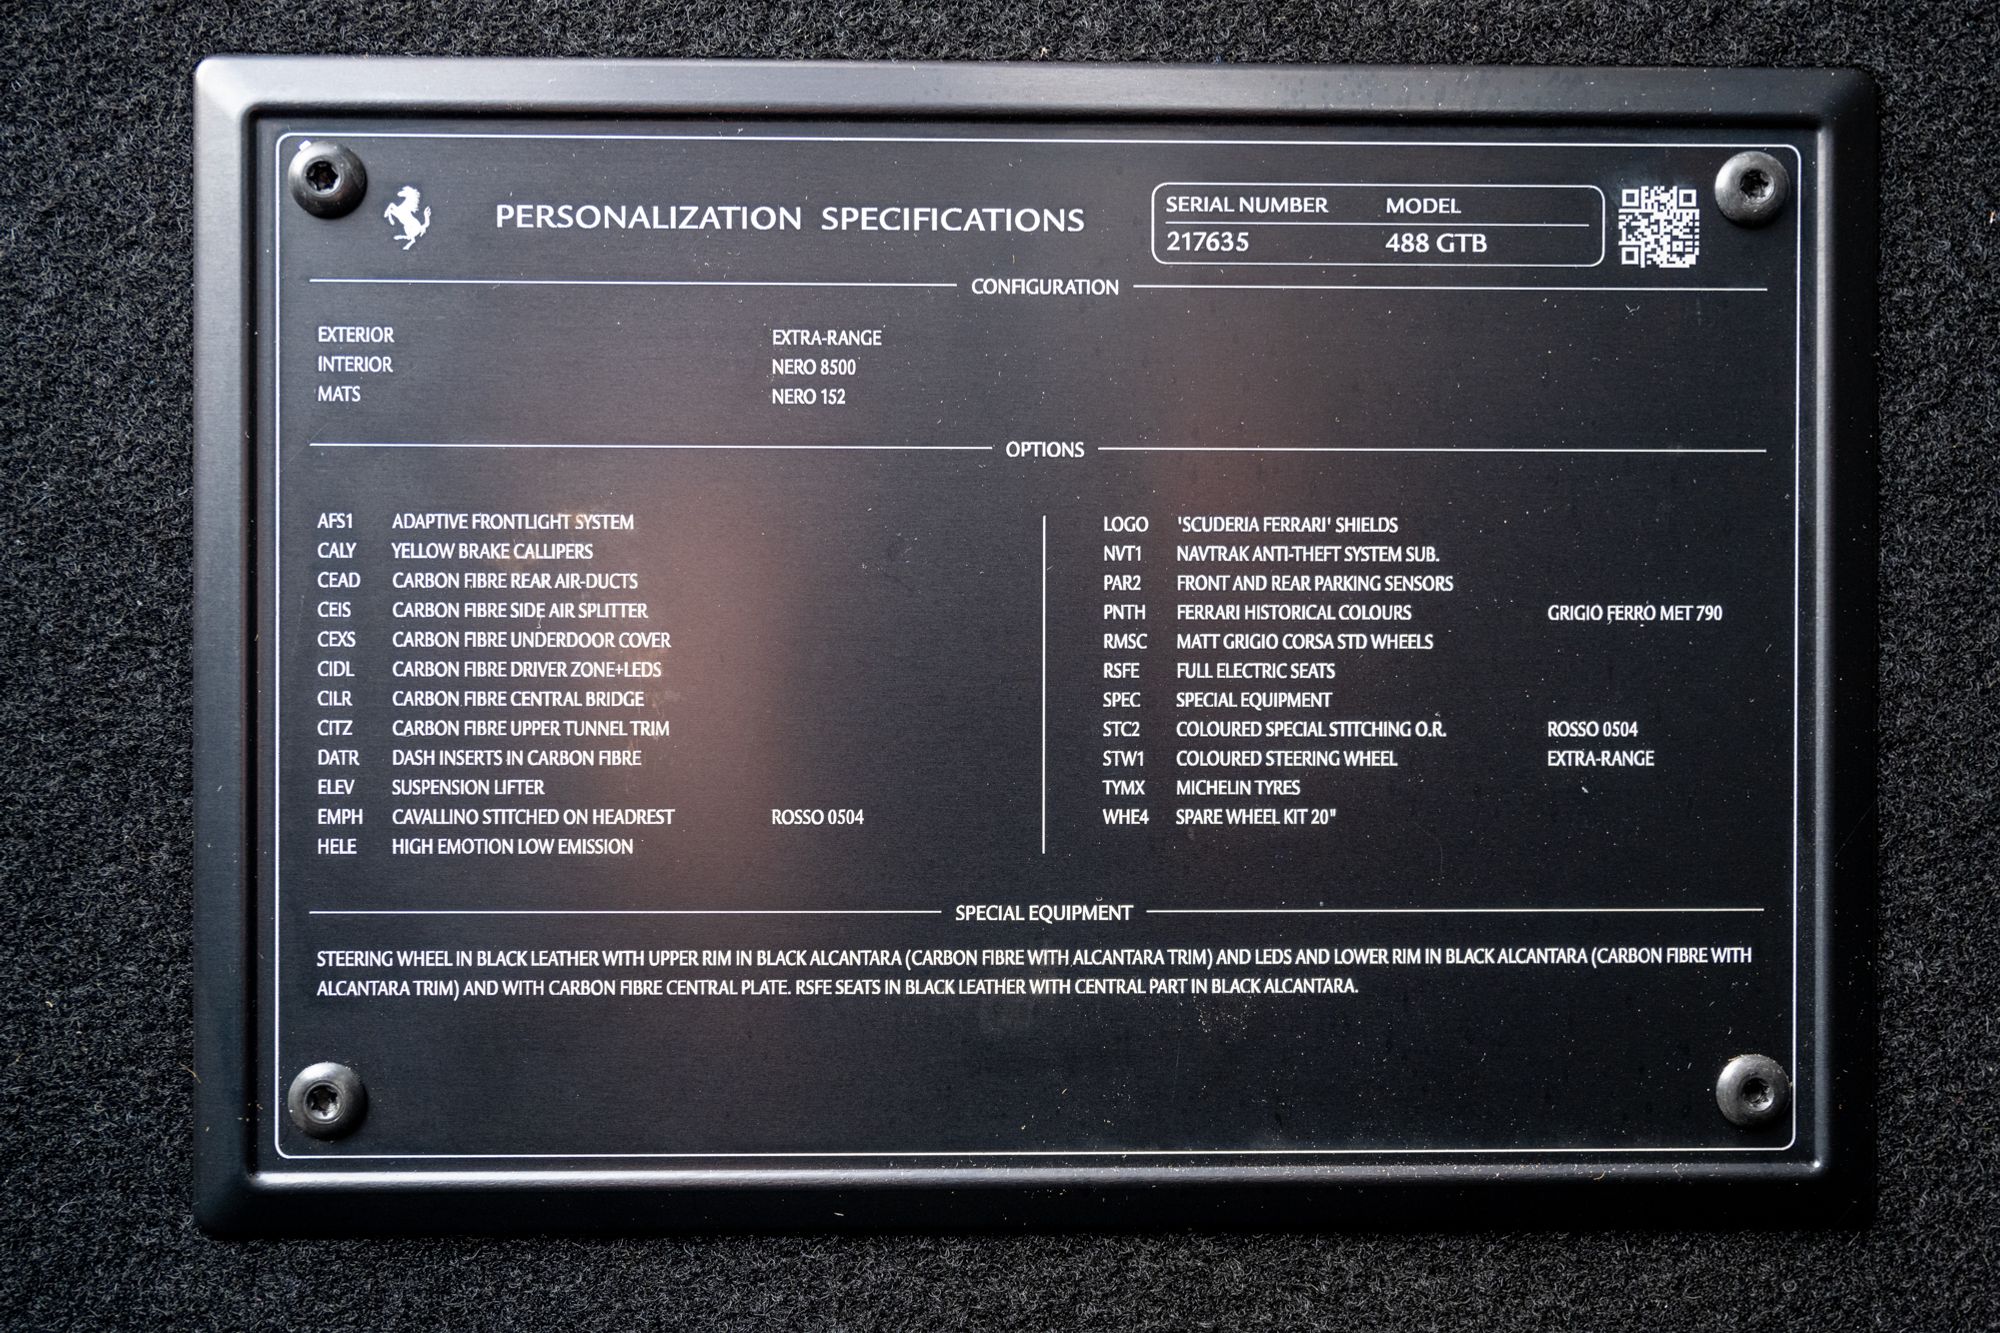 PERSONALIZATION SPECIFICATIONS
SERIAL NUMBER MODEL
217635 488 GTB
CONFIGURATION
EXTERIOR EXTRA-RANGE
INTERIOR NERO 8500
MATS NERO 152
OPTIONS
AFS1 ADAPTIVE FRONTLIGHT SYSTEM
CALY YELLOW BRAKE CALLIPERS
CEAD CARBON FIBRE REAR AIR-DUCTS
CEIS CARBON FIBRE SIDE AIR SPLITTER
CEXS CARBON FIBRE UNDERDOOR COVER
CIDL CARBON FIBRE DRIVER ZONE+LEDS
CILR CARBON FIBRE CENTRAL BRIDGE
CITZ CARBON FIBRE UPPER TUNNEL TRIM
DATR DASH INSERTS IN CARBON FIBRE
ELEV SUSPENSION LIFTER
EMPH CAVALLINO STITCHED ON HEADREST ROSSO 0504
HELE HIGH EMOTION LOW EMISSION
LOGO 'SCUDERIA FERRARI' SHIELDS
NVT1 NAVTRAK ANTI-THEFT SYSTEM SUB.
PAR2 FRONT AND REAR PARKING SENSORS
PNTH FERRARI HISTORICAL COLOURS GRIGIO FERRO MET 790
RMSC MATT GRIGIO CORSA STD WHEELS
RSFE FULL ELECTRIC SEATS
SPEC SPECIAL EQUIPMENT
STC2 COLOURED SPECIAL STITCHING O.R. ROSSO 0504
STW1 COLOURED STEERING WHEEL EXTRA-RANGE
TYMX MICHELIN TYRES
WHE4 SPARE WHEEL KIT 20"
SPECIAL EQUIPMENT
STEERING WHEEL IN BLACK LEATHER WITH UPPER RIM IN BLACK ALCANTARA (CARBON FIBRE WITH ALCANTARA TRIM) AND LEDS AND LOWER RIM IN BLACK ALCANTARA (CARBON FIBRE WITH
ALCANTARA TRIM) AND WITH CARBON FIBRE CENTRAL PLATE. RSFE SEATS IN BLACK LEATHER WITH CENTRAL PART IN BLACK ALCANTARA.